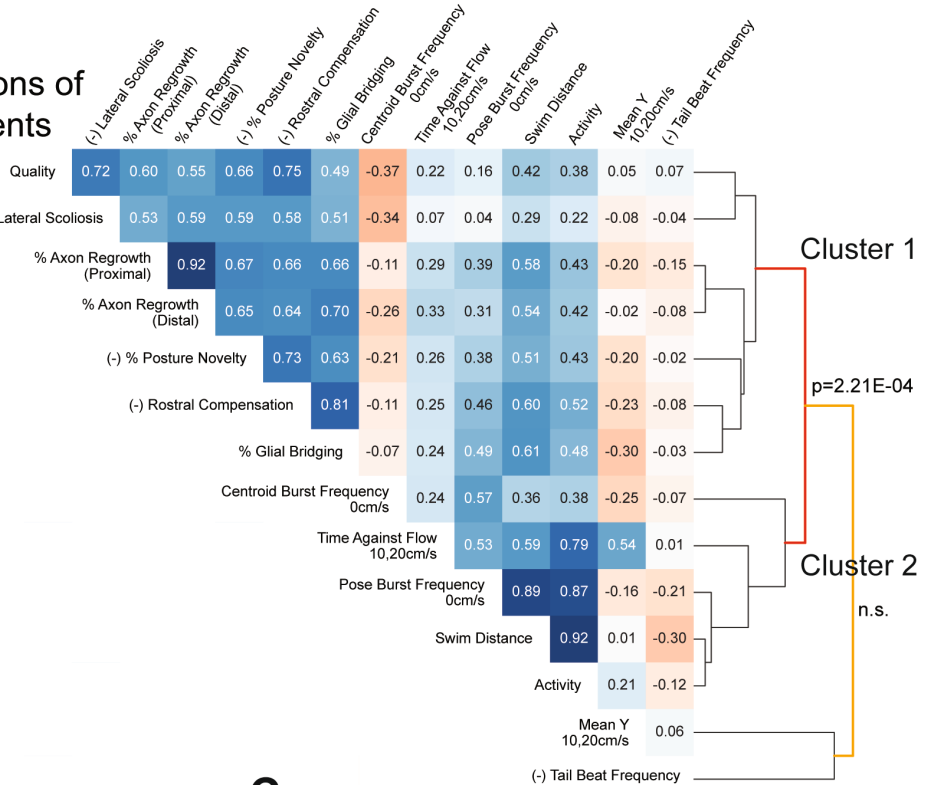 ons of
ents
(-) Lateral Scoliosis
% Axon Regrowth
(Proximal)
% Axon Regrowth
(Distal)
(-) % Posture Novelty
(-) Rostral Compensation
% Glial Bridging
Centroid Burst Frequency
0cm/s
Time Against Flow
10,20cm/s
Pose Burst Frequency
0cm/s
Swim Distance
Activity
Mean Y
10,20cm/s
(-) Tail Beat Frequency
Quality 0.72 0.60 0.55 0.66 0.75 0.49 -0.37 0.22 0.16 0.42 0.38 0.05 0.07
Lateral Scoliosis 0.53 0.59 0.59 0.58 0.51 -0.34 0.07 0.04 0.29 0.22 -0.08 -0.04
% Axon Regrowth
(Proximal) 0.92 0.67 0.66 0.66 -0.11 0.29 0.39 0.58 0.43 -0.20 -0.15
% Axon Regrowth
(Distal) 0.65 0.64 0.70 -0.26 0.33 0.31 0.54 0.42 -0.02 -0.08
(-) % Posture Novelty 0.73 0.63 -0.21 0.26 0.38 0.51 0.43 -0.20 -0.02
(-) Rostral Compensation 0.81 -0.11 0.25 0.46 0.60 0.52 -0.23 -0.08
% Glial Bridging -0.07 0.24 0.49 0.61 0.48 -0.30 -0.03
Centroid Burst Frequency
0cm/s 0.24 0.57 0.36 0.38 -0.25 -0.07
Time Against Flow
10,20cm/s 0.53 0.59 0.79 0.54 0.01
Pose Burst Frequency
0cm/s 0.89 0.87 -0.16 -0.21
Swim Distance 0.92 0.01 -0.30
Activity 0.21 -0.12
Mean Y
10,20cm/s 0.06
(-) Tail Beat Frequency
Cluster 1
p=2.21E-04
Cluster 2
n.s.